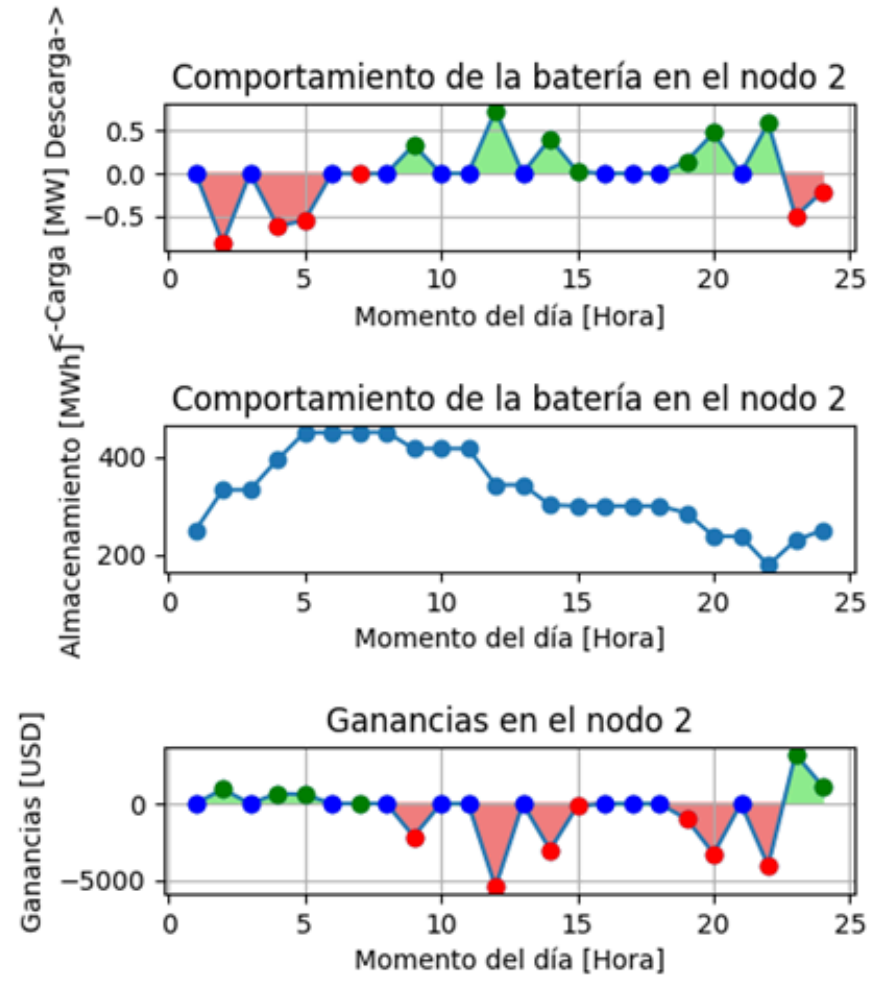 Comportamiento de la batería en el nodo 2
<-Carga [MW] Descarga->
0.5
0.0
−0.5
0 5 10 15 20 25
Momento del día [Hora]
Comportamiento de la batería en el nodo 2
Almacenamiento [MWh]
400
200
0 5 10 15 20 25
Momento del día [Hora]
Ganancias en el nodo 2
Ganancias [USD]
0
−5000
0 5 10 15 20 25
Momento del día [Hora]